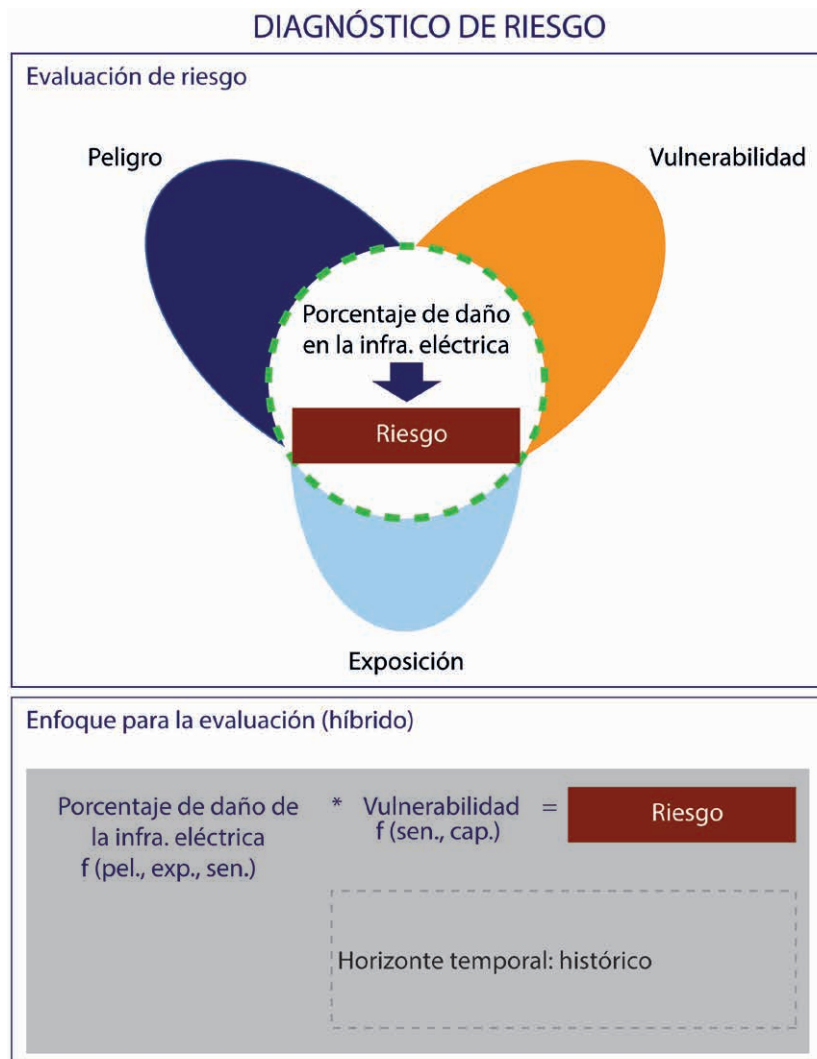 DIAGNÓSTICO DE RIESGO
Evaluación de riesgo
Peligro
Vulnerabilidad
Porcentaje de daño
en la infra. eléctrica
Riesgo
Exposición
Enfoque para la evaluación (híbrido)
Porcentaje de daño de
la infra. eléctrica
f (pel., exp., sen.)
*
Vulnerabilidad
f (sen., cap.)
=
Riesgo
Horizonte temporal: histórico